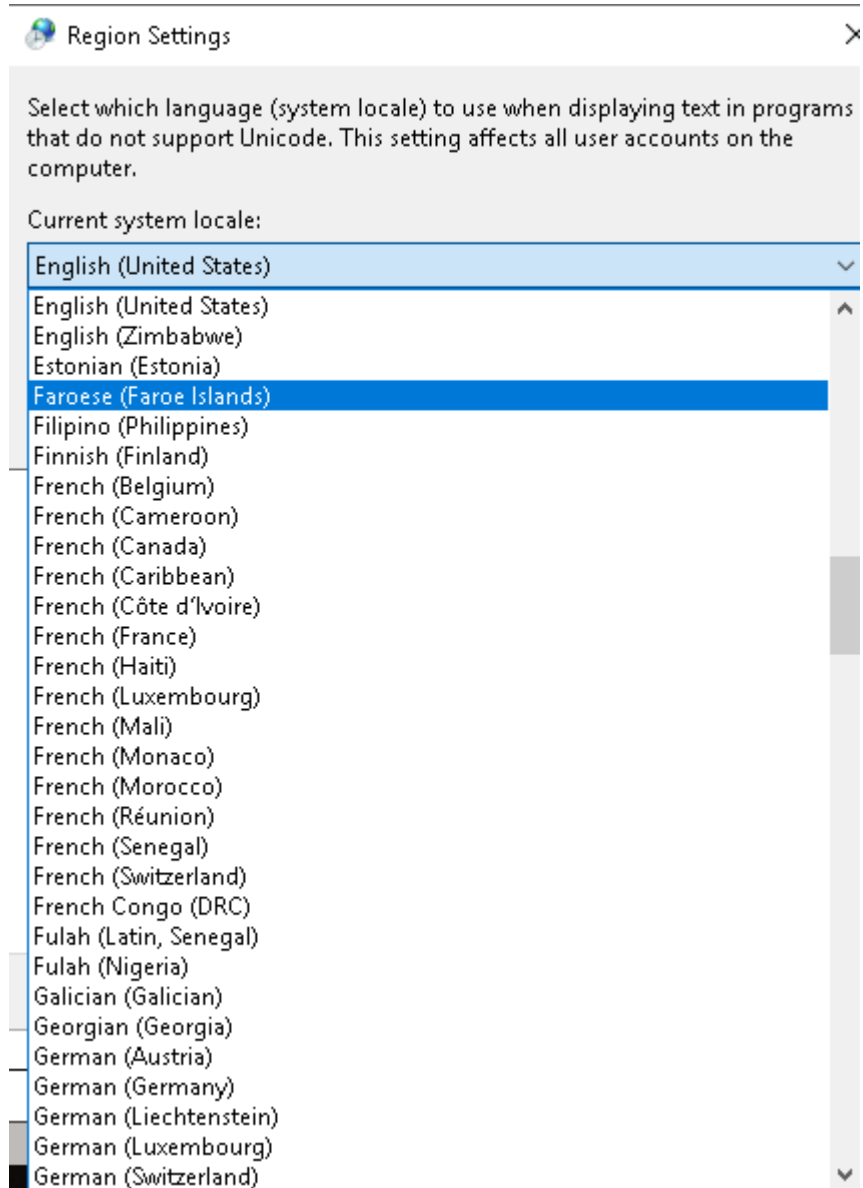 Region Settings
Select which language (system locale) to use when displaying text in programs
that do not support Unicode. This setting affects all user accounts on the
computer.
Current system locale:
English (United States)
English (United States)
English (Zimbabwe)
Estonian (Estonia)
Faroese (Faroe Islands)
Filipino (Philippines)
Finnish (Finland)
French (Belgium)
French (Cameroon)
French (Canada)
French (Caribbean)
French (Côte d’Ivoire)
French (France)
French (Haiti)
French (Luxembourg)
French (Mali)
French (Monaco)
French (Morocco)
French (Réunion)
French (Senegal)
French (Switzerland)
French Congo (DRC)
Fulah (Latin, Senegal)
Fulah (Nigeria)
Galician (Galician)
Georgian (Georgia)
German (Austria)
German (Germany)
German (Liechtenstein)
German (Luxembourg)
German (Switzerland)